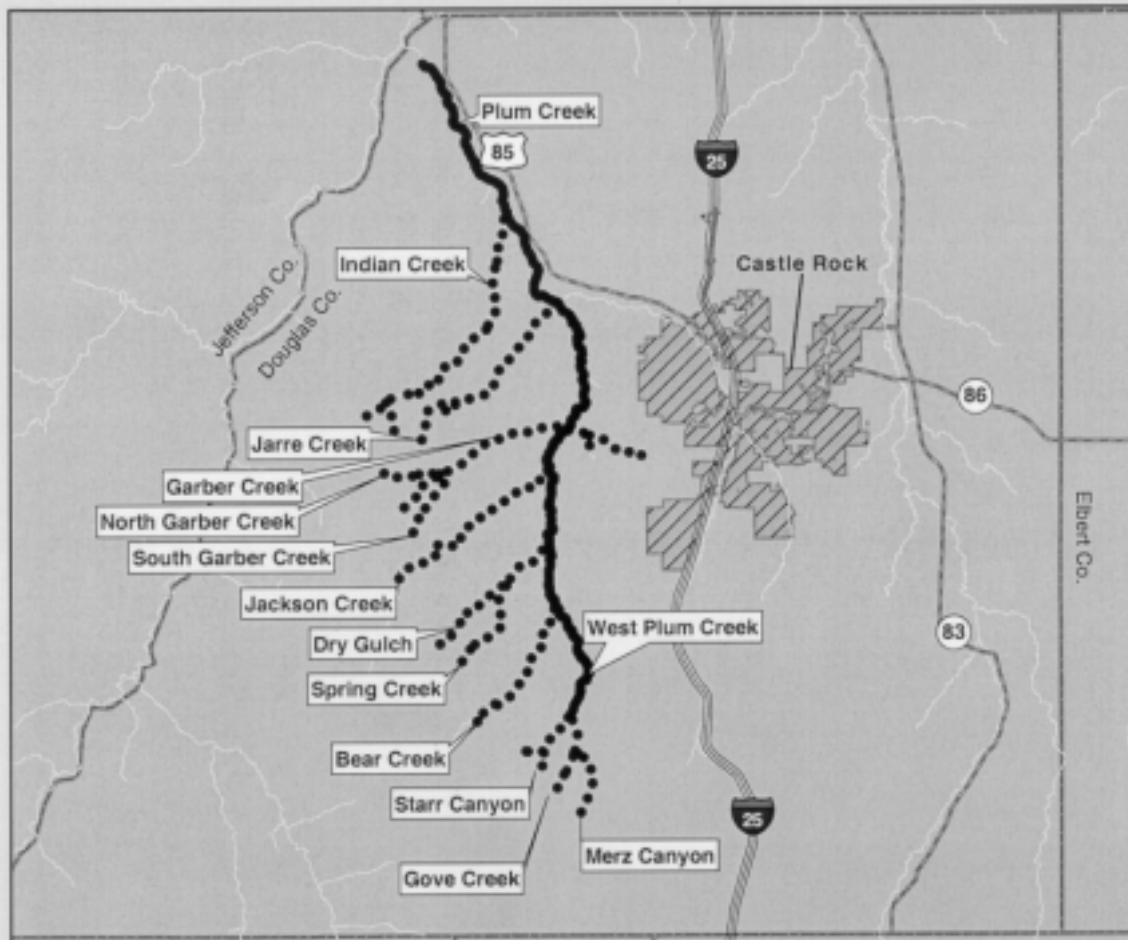 Plum Creek
85
25
Indian Creek
Castle Rock
Jefferson Co.
Douglas Co.
86
Jarre Creek
Garber Creek
North Garber Creek
South Garber Creek
Elbert Co.
Jackson Creek
Dry Gulch
West Plum Creek
83
Spring Creek
Bear Creek
Starr Canyon
25
Merz Canyon
Gove Creek